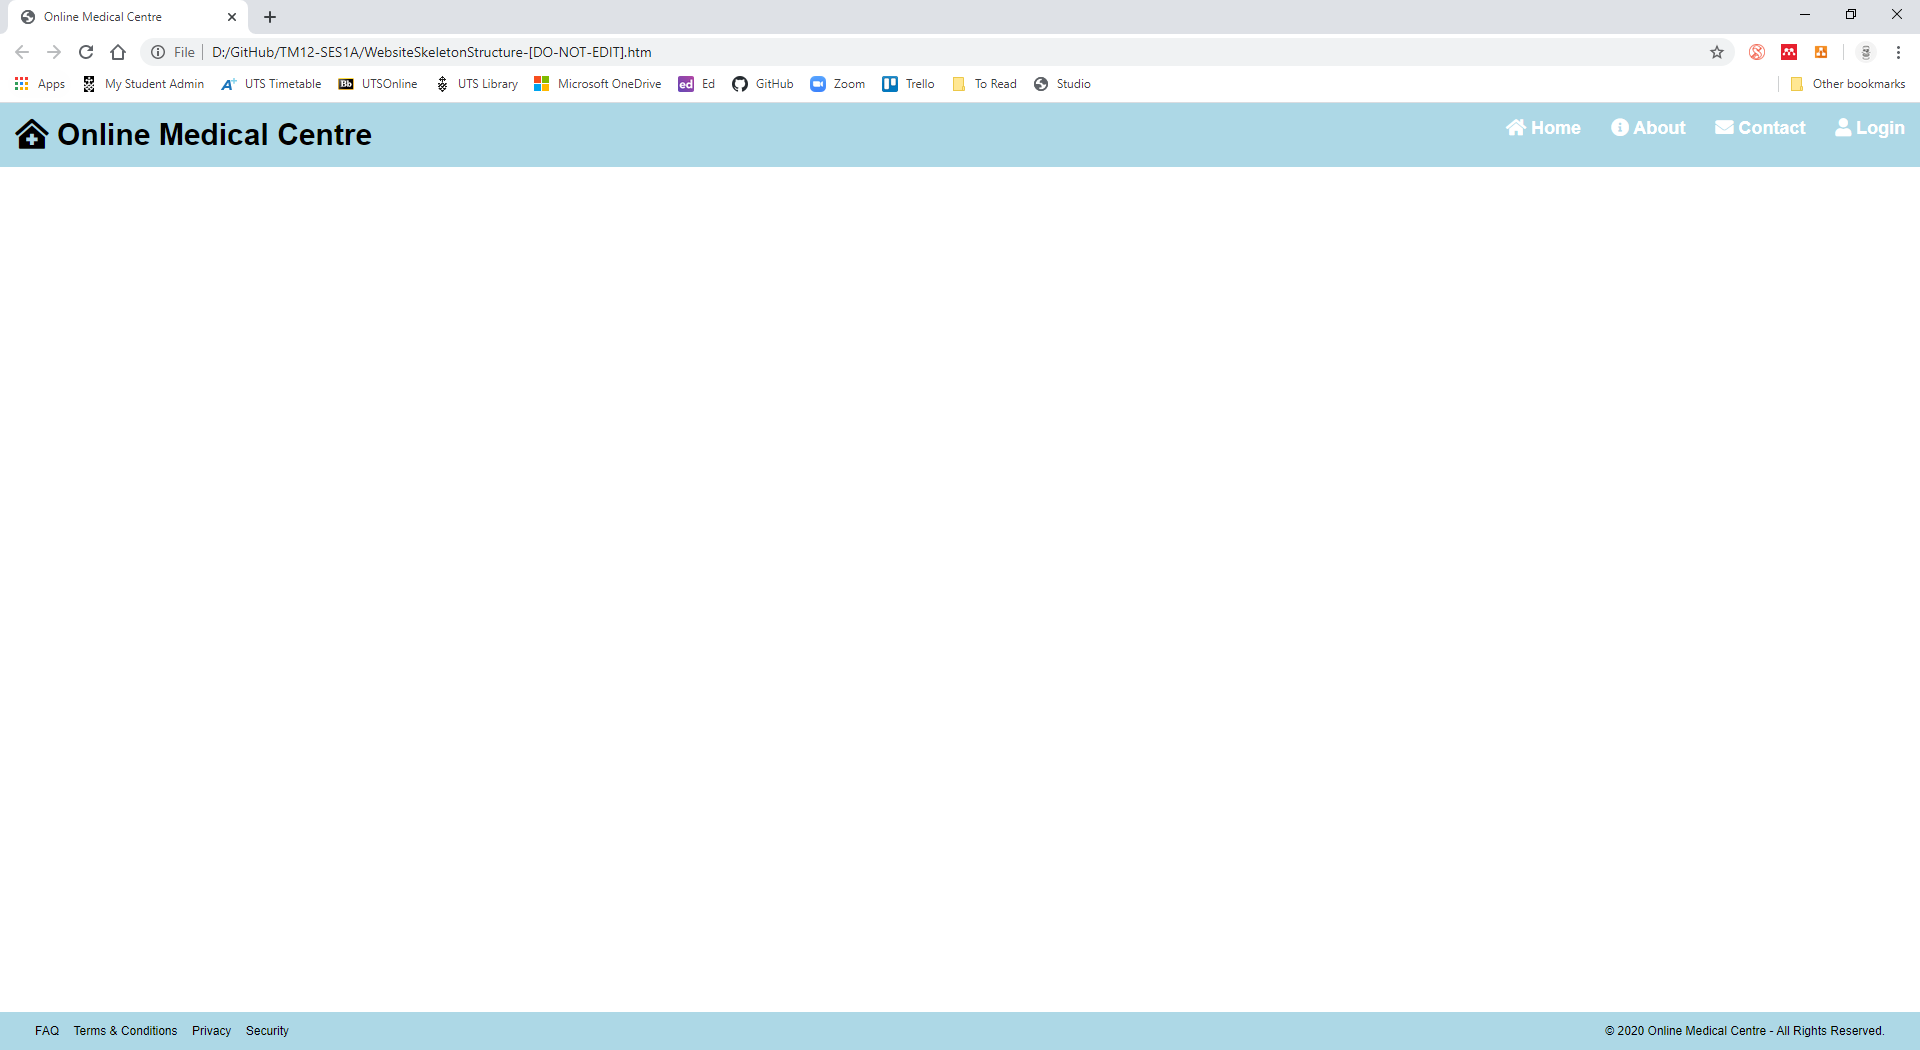 Online Medical Centre
File D:/GitHub/TM12-SES1A/WebsiteSkeletonStructure-[DO-NOT-EDIT].htm
Apps My Student Admin A+ UTS Timetable Bb UTSOnline UTS Library Microsoft OneDrive ed Ed GitHub Zoom Trello To Read Studio Other bookmarks
Online Medical Centre Home About Contact Login
FAQ Terms & Conditions Privacy Security © 2020 Online Medical Centre - All Rights Reserved.